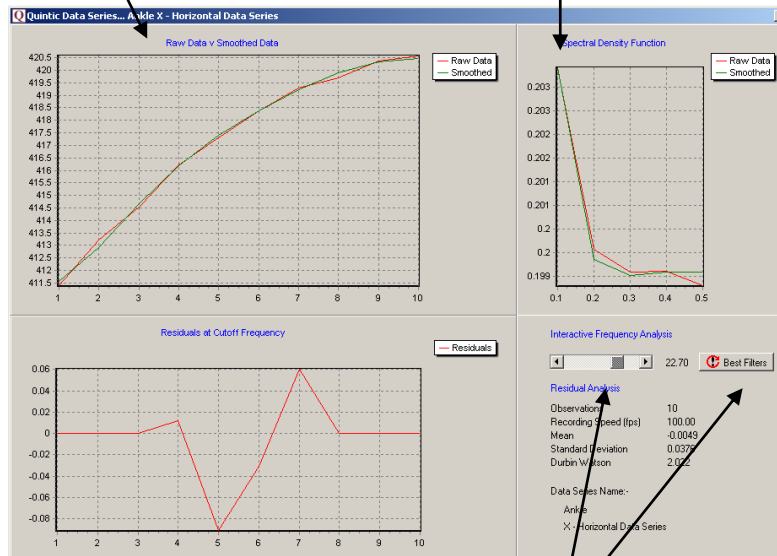 Quintic Data Series... Ankle X - Horizontal Data Series
Raw Data v Smoothed Data
Raw Data
Smoothed
420.5
420
419.5
419
418.5
418
417.5
417
416.5
416
415.5
415
414.5
414
413.5
413
412.5
412
411.5
1 2 3 4 5 6 7 8 9 10
Spectral Density Function
Raw Data
Smoothed
0.203
0.203
0.202
0.202
0.201
0.201
0.2
0.2
0.199
0.1 0.2 0.3 0.4 0.5
Residuals at Cutoff Frequency
Residuals
0.06
0.04
0.02
0
-0.02
-0.04
-0.06
-0.08
1 2 3 4 5 6 7 8 9 10
Interactive Frequency Analysis
22.70 Best Filters
Residual Analysis
Observations 10
Recording Speed (fps) 100.00
Mean -0.0049
Standard Deviation 0.0378
Durbin Watson 2.022
Data Series Name:-
Ankle
X - Horizontal Data Series